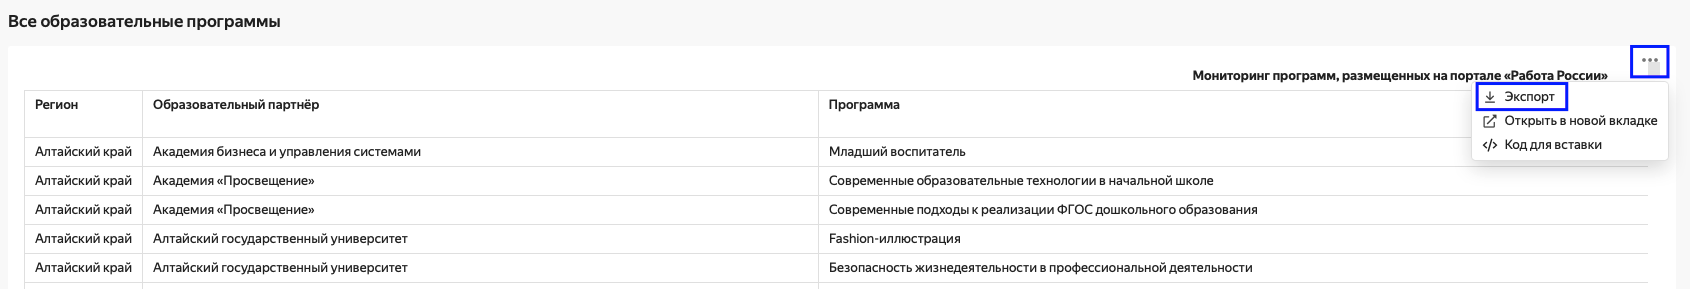 Все образовательные программы
Мониторинг программ, размещенных на портале «Работа России»
Регион Образовательный партнёр Программа
Экспорт
Открыть в новой вкладке
Код для вставки
Алтайский край Академия бизнеса и управления системами Младший воспитатель
Алтайский край Академия «Просвещение» Современные образовательные технологии в начальной школе
Алтайский край Академия «Просвещение» Современные подходы к реализации ФГОС дошкольного образования
Алтайский край Алтайский государственный университет Fashion-иллюстрация
Алтайский край Алтайский государственный университет Безопасность жизнедеятельности в профессиональной деятельности